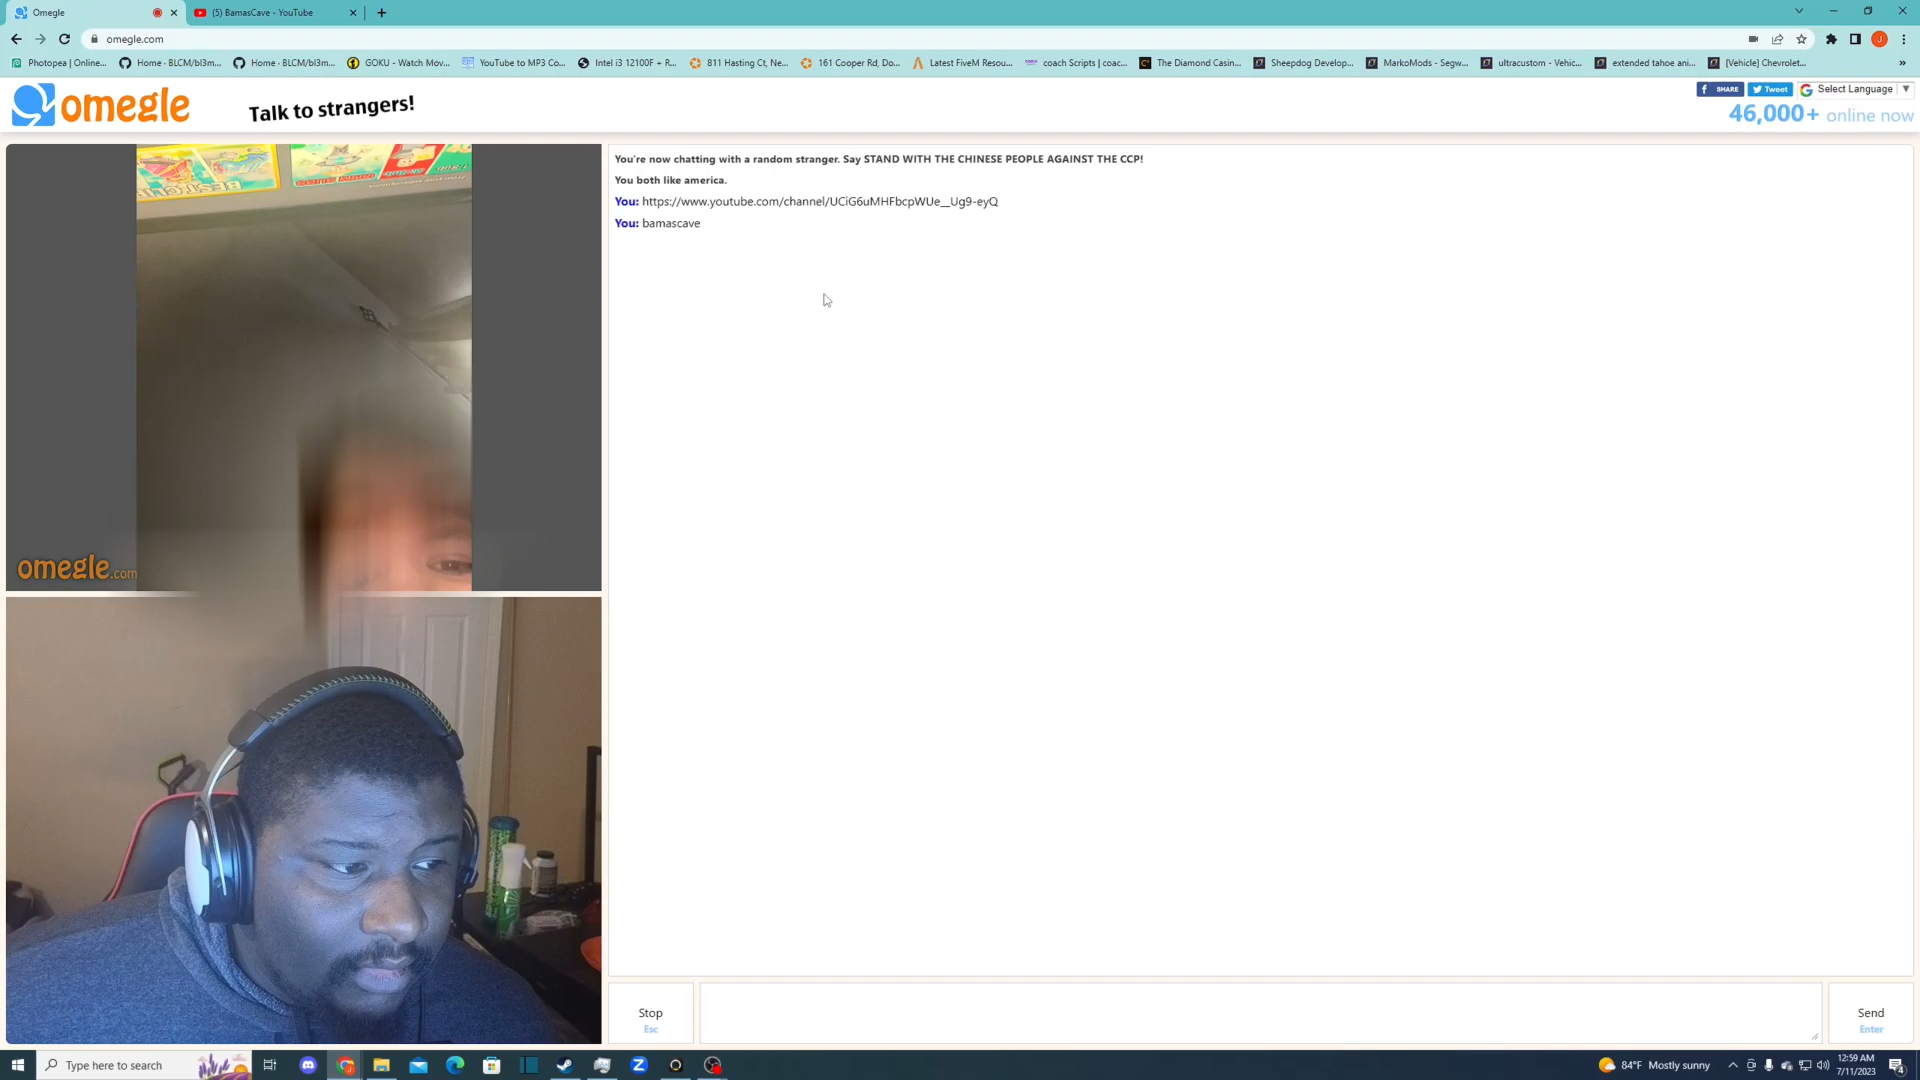 Omegle
(5) BamasCave - YouTube
omegle.com
Photopea | Online...
Home · BLCM/bl3m...
Home · BLCM/bl3m...
GOKU - Watch Mov...
YouTube to MP3 Co...
Intel i3 12100F + R...
811 Hasting Ct, Ne...
161 Cooper Rd, Do...
Latest FiveM Resou...
coach Scripts | coac...
The Diamond Casin...
Sheepdog Develop...
MarkoMods - Segw...
ultracustom - Vehic...
extended tahoe ani...
[Vehicle] Chevrolet...
omegle
Talk to strangers!
SHARE
Tweet
Select Language
46,000+ online now
You're now chatting with a random stranger. Say STAND WITH THE CHINESE PEOPLE AGAINST THE CCP!
You both like america.
You: https://www.youtube.com/channel/UCiG6uMHFbcpWUe__Ug9-eyQ
You: bamascave
omegle.com
Stop
Esc
Send
Enter
Type here to search
84°F Mostly sunny
12:59 AM
7/11/2023
4